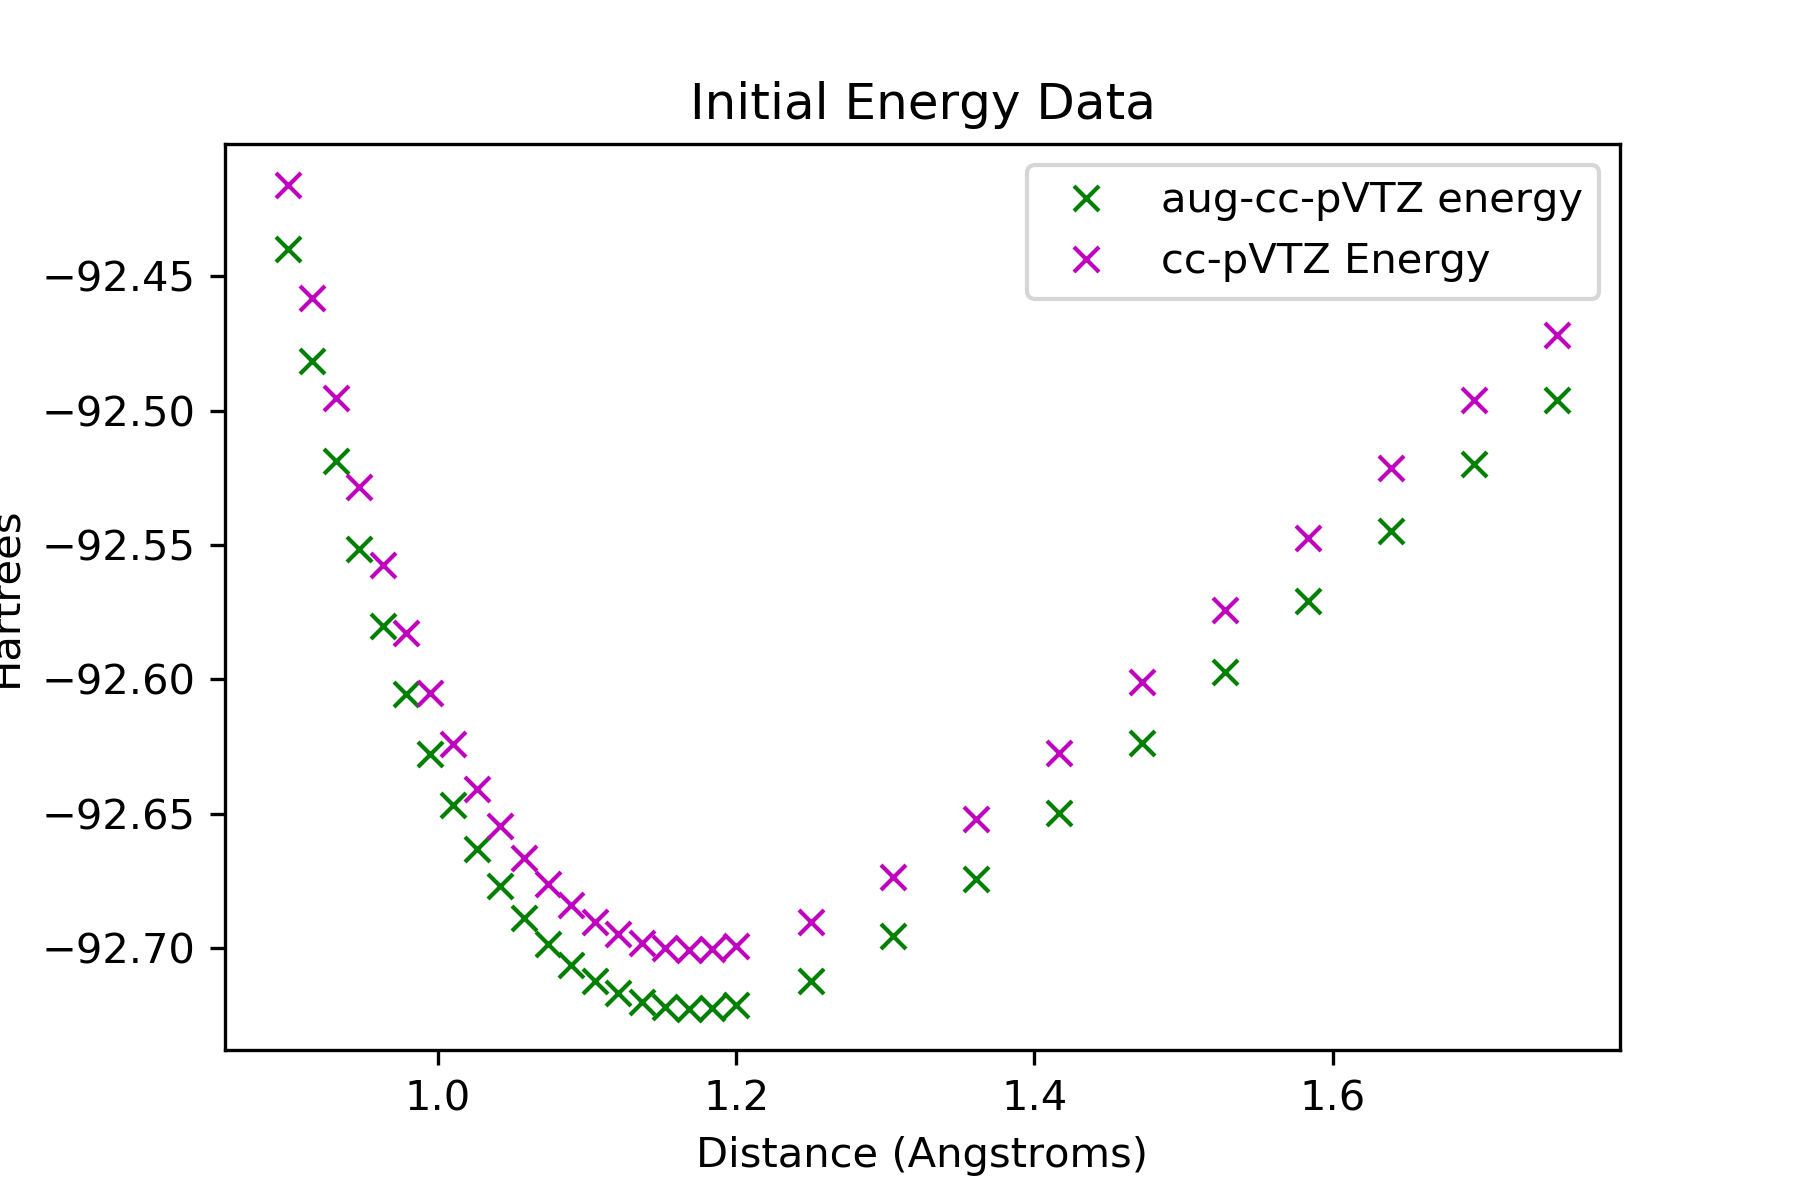 Initial Energy Data
aug-cc-pVTZ energy
cc-pVTZ Energy
−92.45
−92.50
−92.55
−92.60
−92.65
−92.70
Hartrees
1.0 1.2 1.4 1.6
Distance (Angstroms)